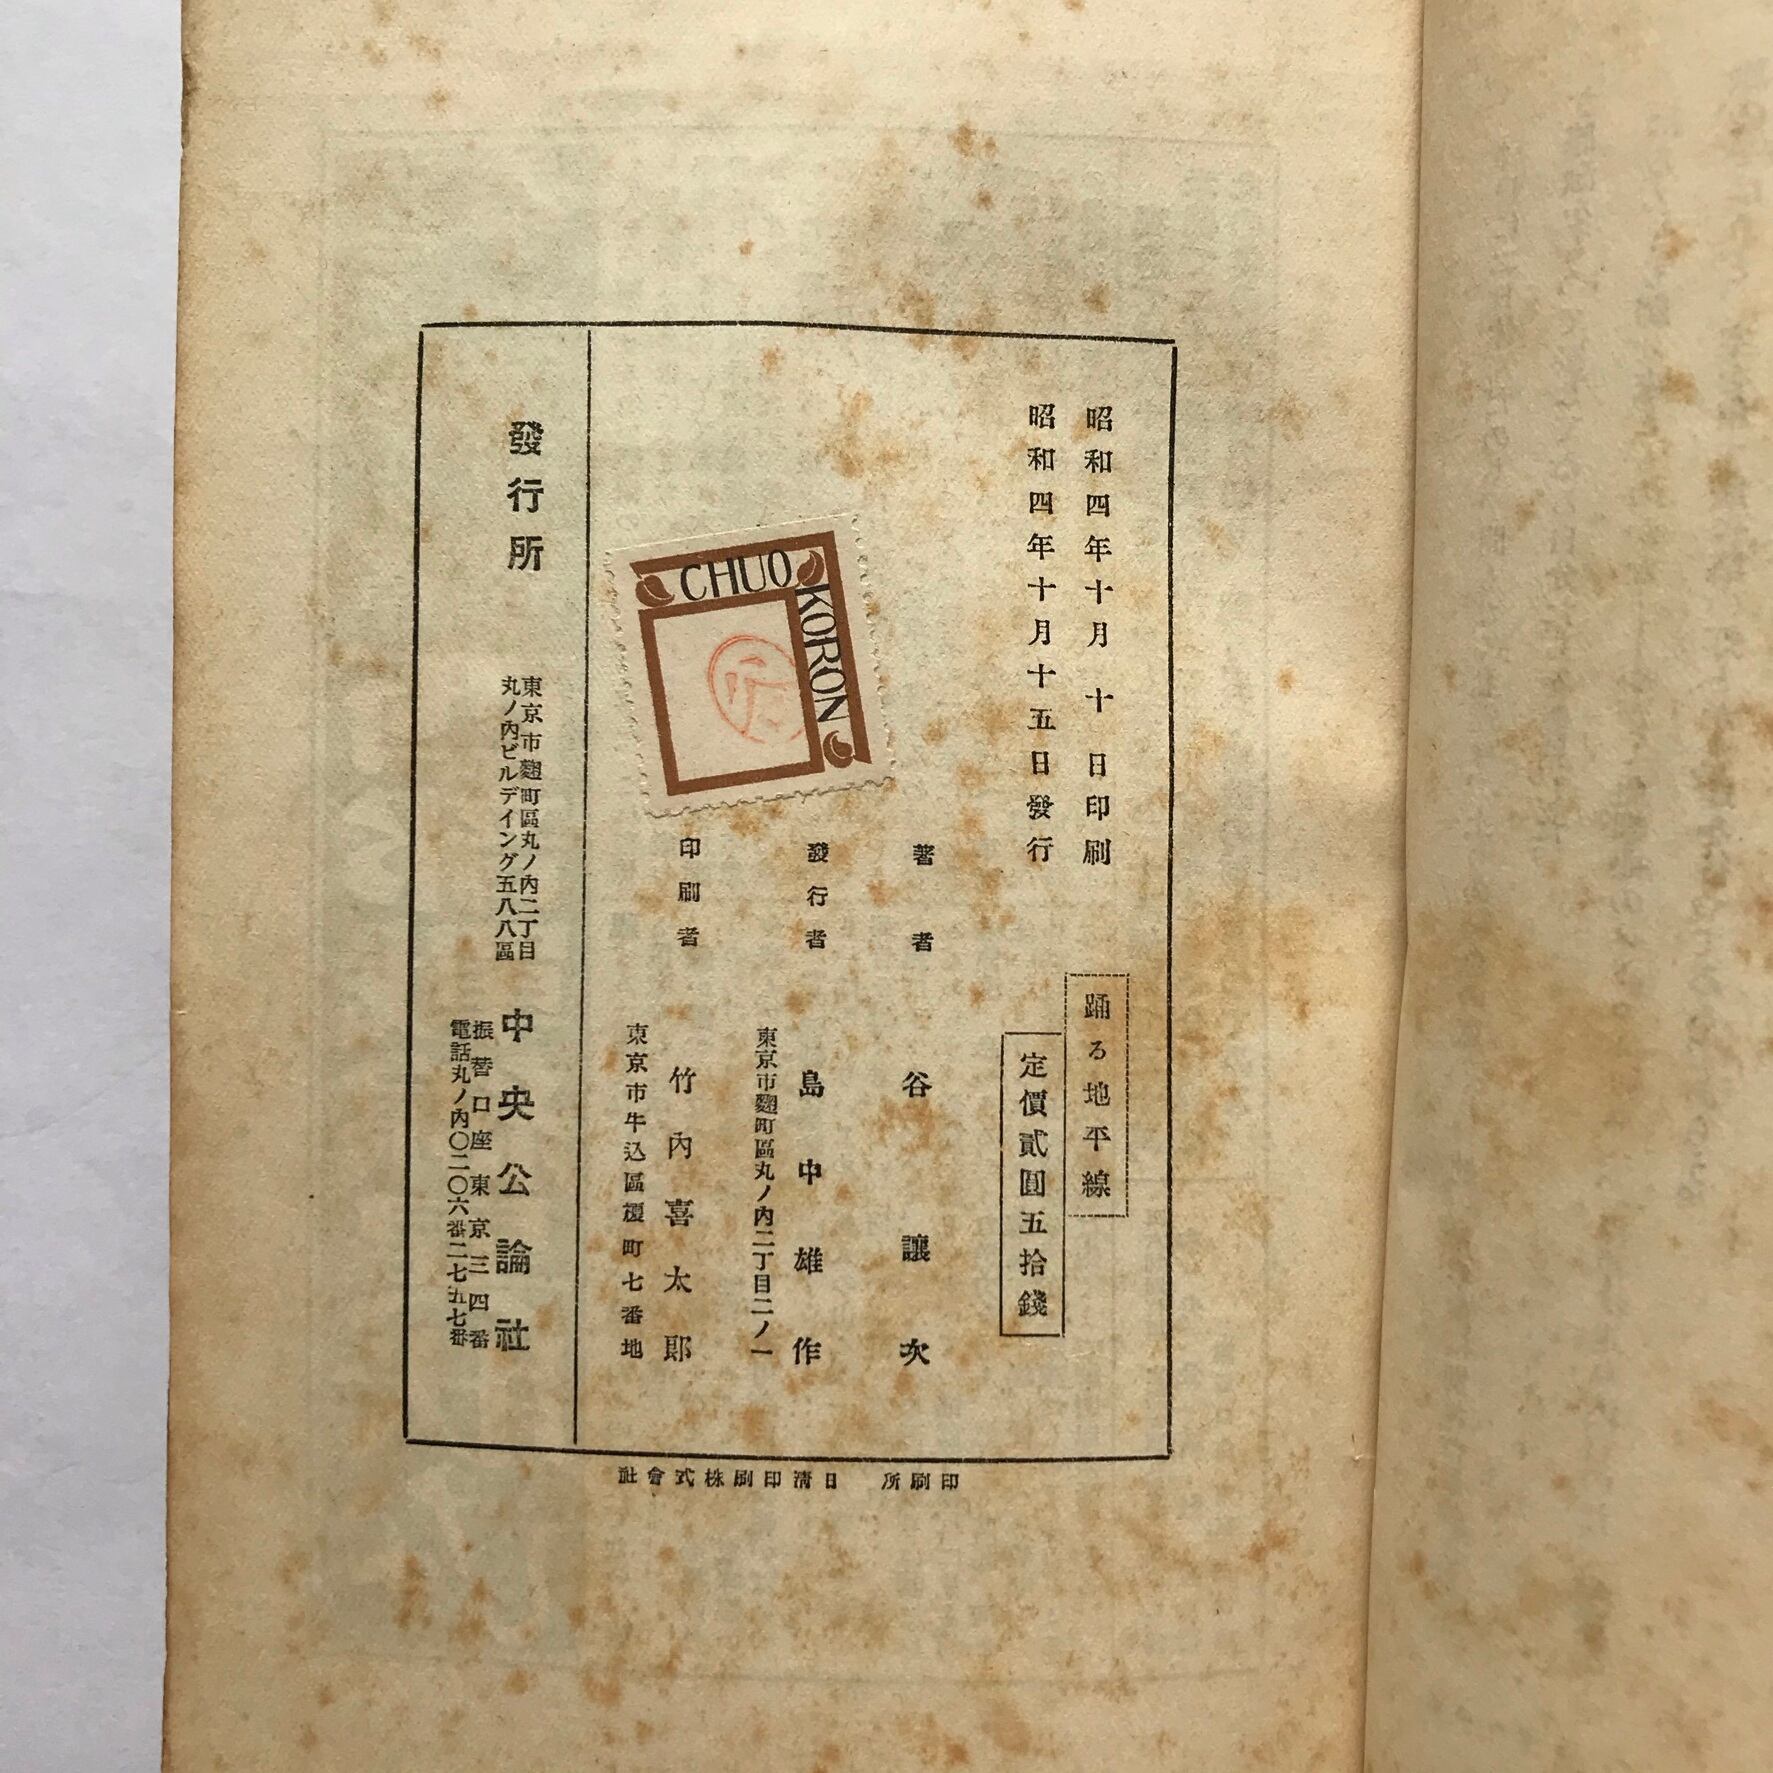 昭和四年十月十日印刷
昭和四年十月十五日發行
踊る地平線
定價貳圓五拾錢
著者
谷讓次
發行者
島中雄作
東京市麴町區丸ノ內二丁目二ノ一
印刷者
竹內喜太郎
東京市牛込區榎町七番地
CHUO
KORON
發行所
東京市麴町區丸ノ內二丁目
丸ノ內ビルデイング五八八區
中央公論社
振替口座東京三四番
電話丸ノ內〇二〇六番二七五七番
印刷所 日淸印刷株式會社